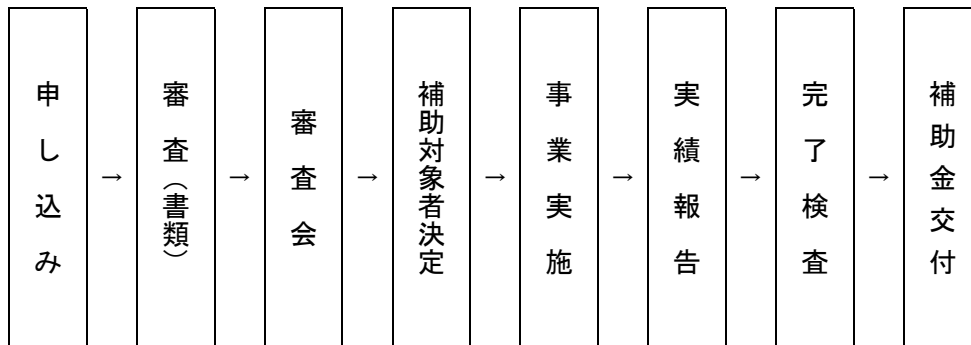 申し込み
→
審査（書類）
→
審査会
→
補助対象者決定
→
事業実施
→
実績報告
→
完了検査
→
補助金交付